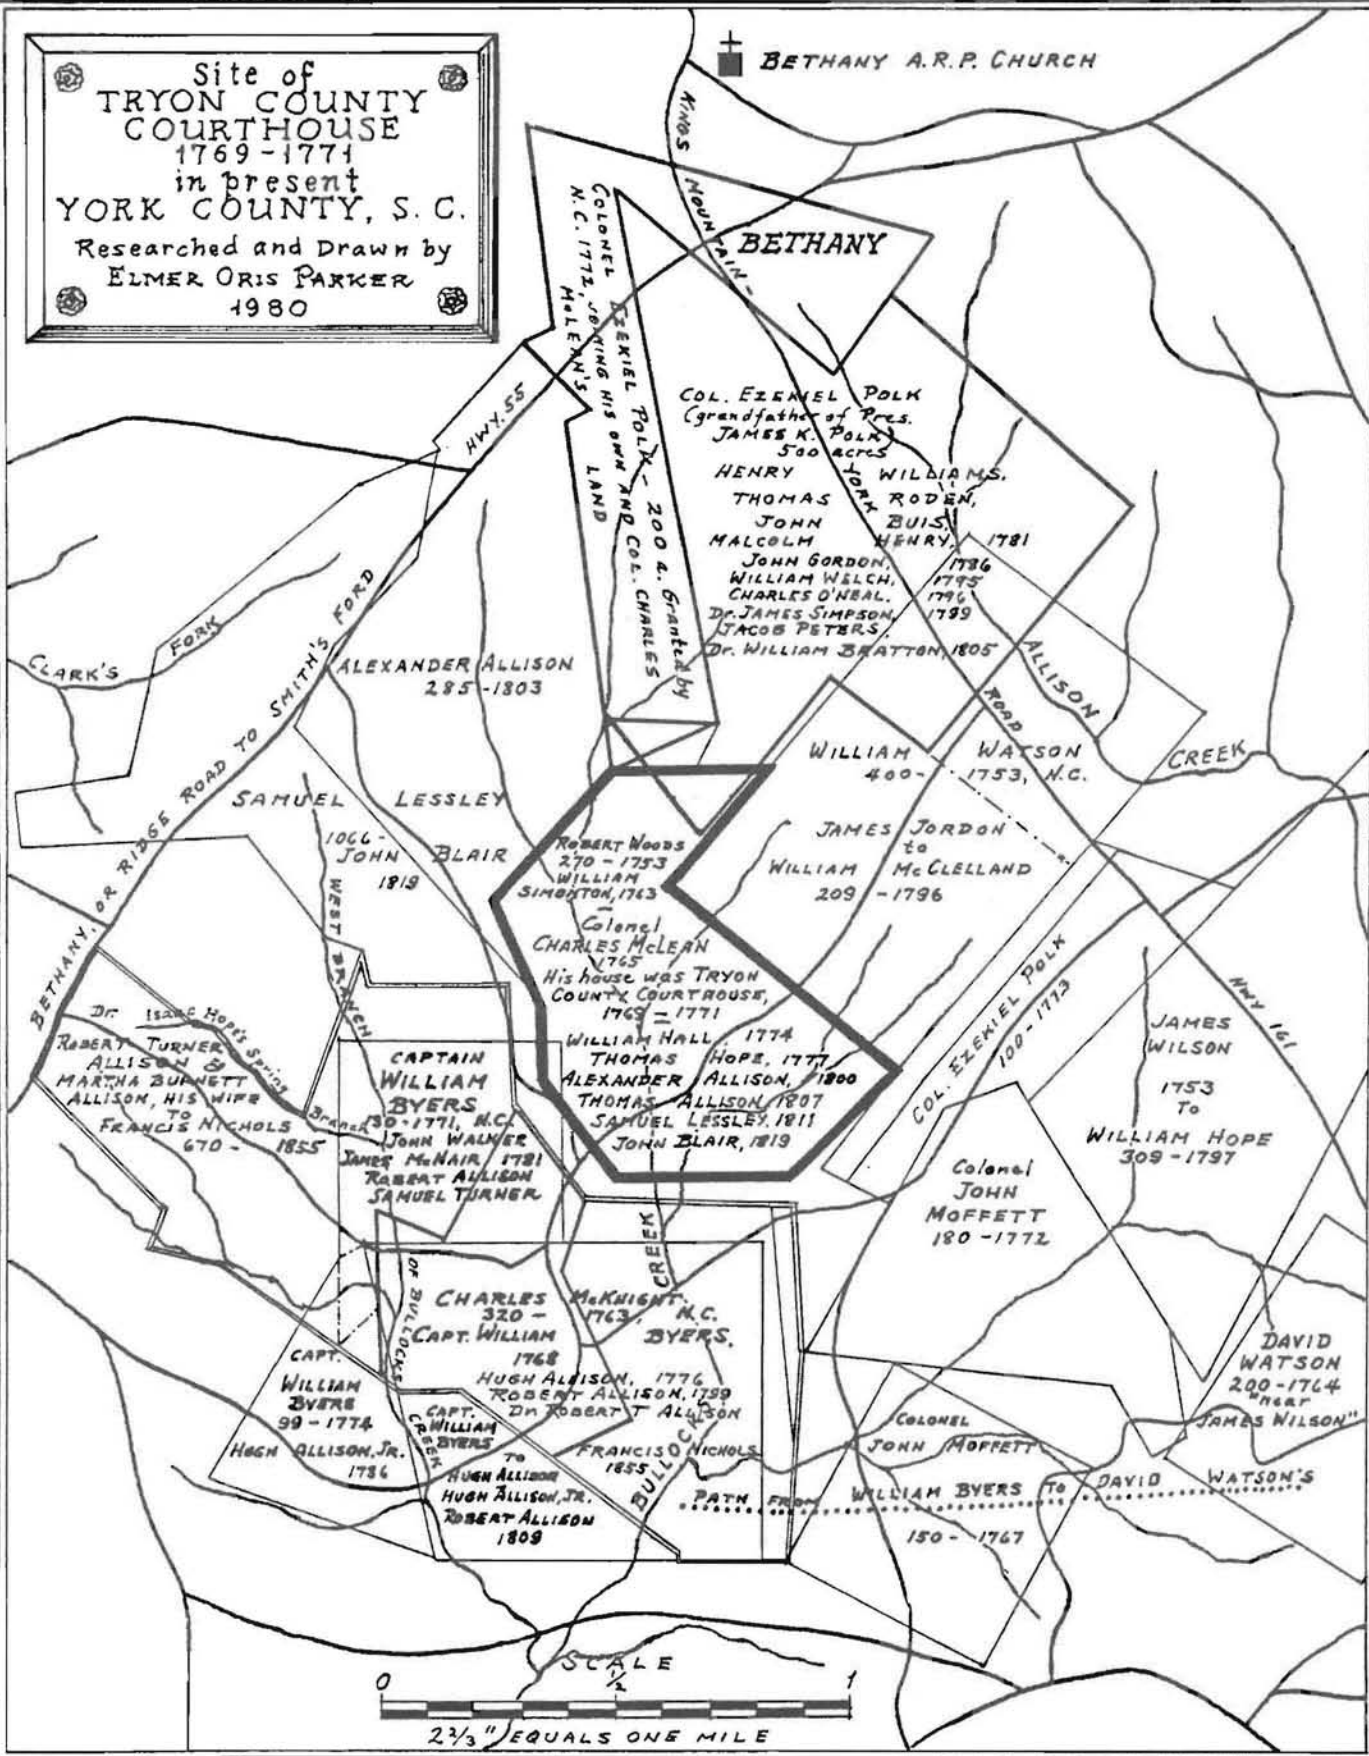 Site of
TRYON COUNTY
COURTHOUSE
1769-1771
in present
YORK COUNTY, S. C.
Researched and Drawn by
ELMER ORIS PARKER
1980
BETHANY A.R.P. CHURCH
KINGS MOUNTAIN-
YORK
ROAD
BETHANY
COLONEL EZEKIEL POLK - 200 a. Granted by
N.C. 1772, JOINING HIS OWN AND COL. CHARLES
McLEAN'S LAND
HWY. 55
COL. EZEKIEL POLK
(grandfather of Pres.
JAMES K. POLK)
500 acres
HENRY WILLIAMS,
THOMAS RODEN,
JOHN BUIS,
MALCOLM HENRY, 1781
JOHN GORDON, 1786
WILLIAM WELCH, 1795
CHARLES O'NEAL, 1796
Dr. JAMES SIMPSON, 1799
JACOB PETERS,
Dr. WILLIAM BRATTON, 1805
CLARK'S FORK
BETHANY, OR RIDGE ROAD TO SMITH'S FORD
ALEXANDER ALLISON
285-1803
ALLISON CREEK
WILLIAM WATSON
400- 1753, N.C.
SAMUEL LESSLEY
1066-
JOHN BLAIR
1819
JAMES JORDON
to
WILLIAM McCLELLAND
209 -1796
ROBERT WOODS
270 - 1753
WILLIAM
SIMONTON, 1763
Colonel
CHARLES McLEAN
1765
His house was TRYON
COUNTY COURTHOUSE,
1769 - 1771
WILLIAM HALL, 1774
THOMAS HOPE, 1777
ALEXANDER ALLISON, 1800
THOMAS ALLISON, 1807
SAMUEL LESSLEY, 1811
JOHN BLAIR, 1819
WEST BRANCH
OF BULLOCKS
CREEK
COL. EZEKIEL POLK
100-1773
HWY 161
JAMES
WILSON
1753
TO
WILLIAM HOPE
309-1797
Dr. Isaac Hope's Spring
Branch
ROBERT TURNER
ALLISON &
MARTHA BURNETT
ALLISON, HIS WIFE
TO
FRANCIS NICHOLS
670- 1855
CAPTAIN
WILLIAM
BYERS
130-1771, N.C.
JOHN WALKER
JAMES McNAIR 1781
ROBERT ALLISON
SAMUEL TURNER
Colonel
JOHN
MOFFETT
180-1772
BULLOCKS CREEK
CHARLES McKNIGHT
320- 1763, N.C.
CAPT. WILLIAM BYERS,
1768
HUGH ALLISON, 1776
ROBERT ALLISON, 1799
Dr. ROBERT T ALLISON
FRANCIS NICHOLS
1855
DAVID
WATSON
200-1764
"near
JAMES WILSON"
CAPT.
WILLIAM
BYERS
99-1774
HUGH ALLISON, JR.
1786
CAPT.
WILLIAM
BYERS
TO
HUGH ALLISON
HUGH ALLISON, JR.
ROBERT ALLISON
1809
COLONEL
JOHN MOFFETT
150-1767
PATH FROM WILLIAM BYERS TO DAVID WATSON'S
SCALE
0 1/2 1
2 2/3" EQUALS ONE MILE